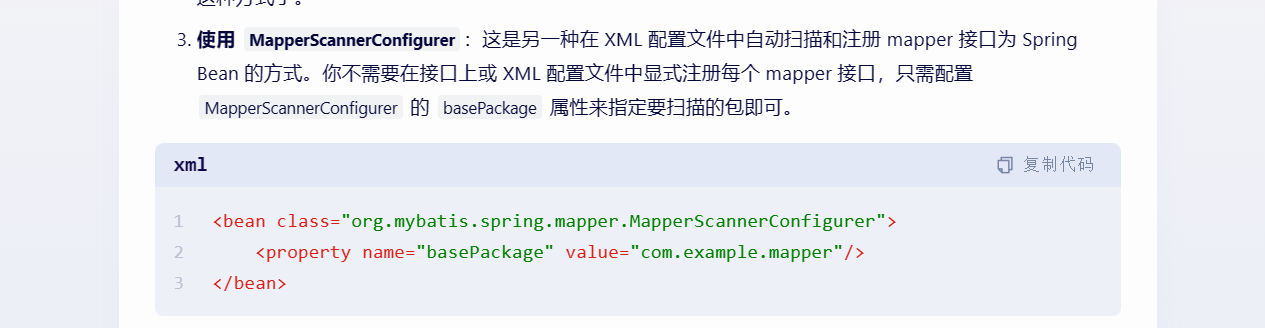 3. 使用 MapperScannerConfigurer：这是另一种在 XML 配置文件中自动扫描和注册 mapper 接口为 Spring
Bean 的方式。你不需要在接口上或 XML 配置文件中显式注册每个 mapper 接口，只需配置
MapperScannerConfigurer 的 basePackage 属性来指定要扫描的包即可。
xml 复制代码
1 <bean class="org.mybatis.spring.mapper.MapperScannerConfigurer">
2 <property name="basePackage" value="com.example.mapper"/>
3 </bean>